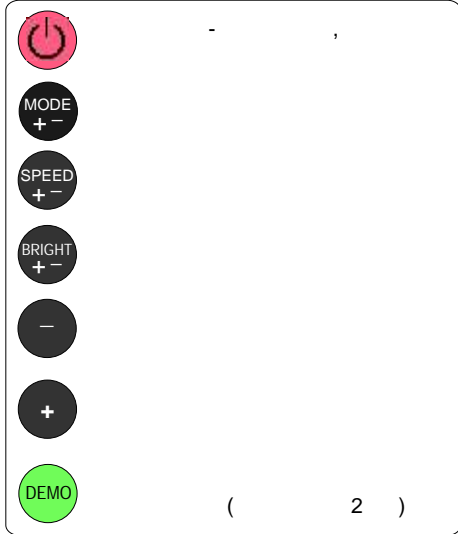 - ,
MODE
+ −
SPEED
+ −
BRIGHT
+ −
−
+
DEMO
( 2 )